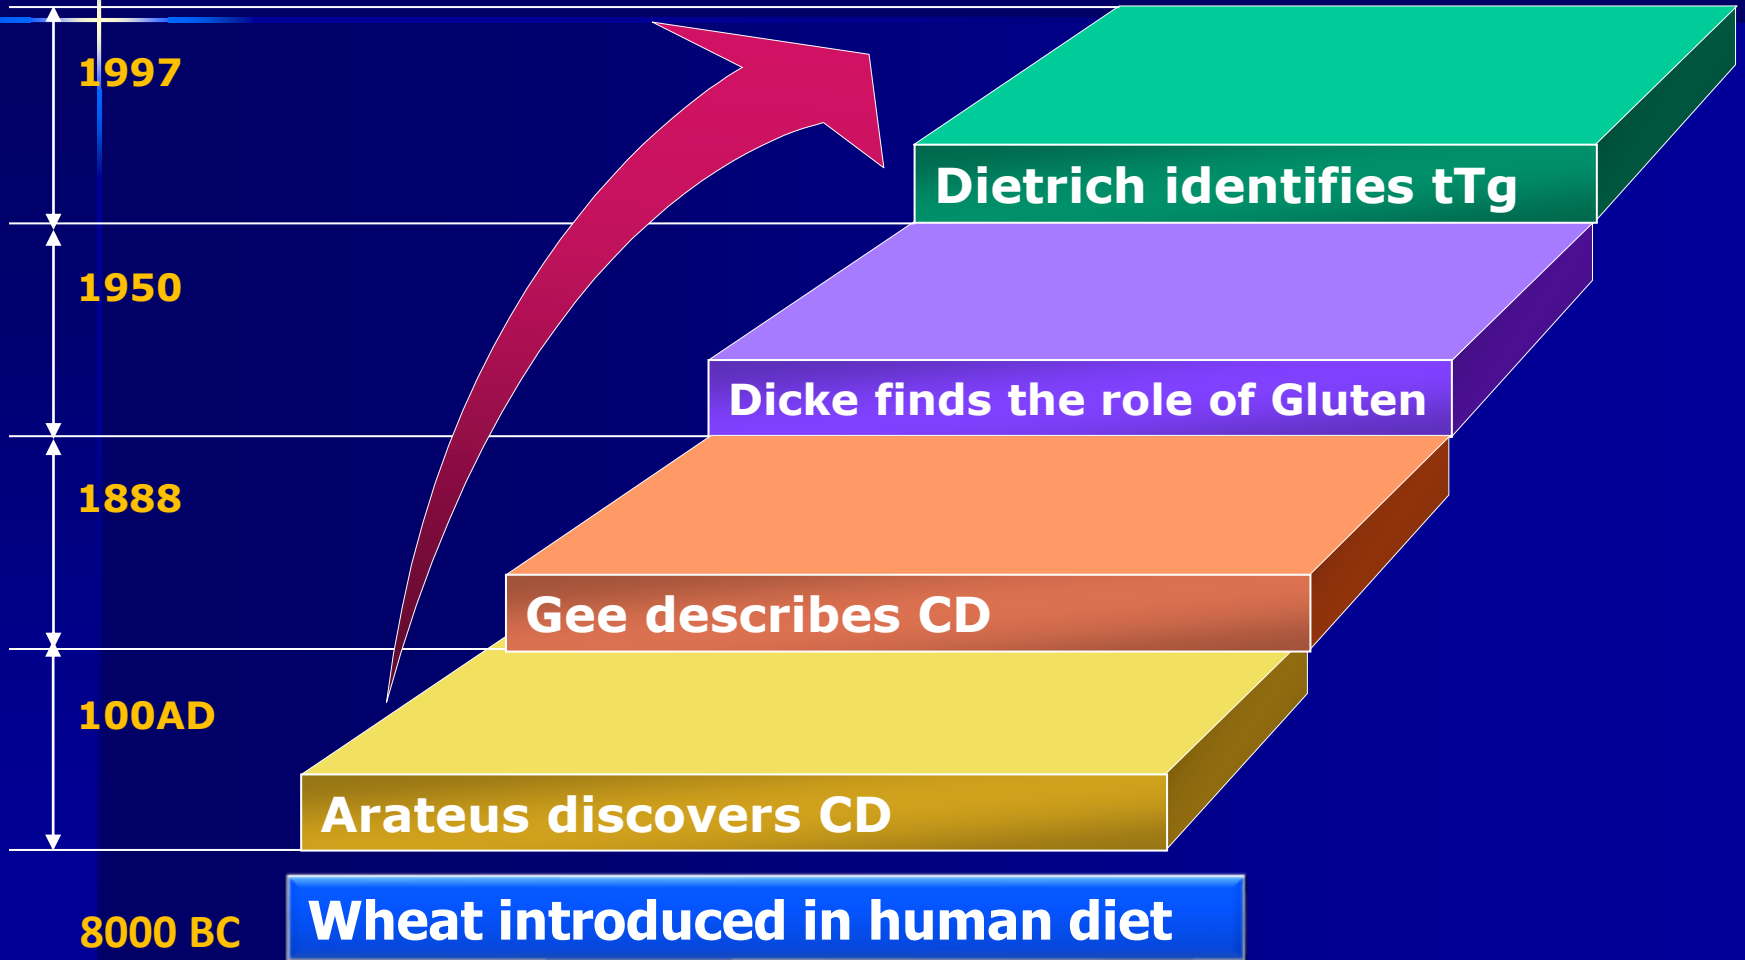 1997
Dietrich identifies tTg
1950
Dicke finds the role of Gluten
1888
Gee describes CD
100AD
Arateus discovers CD
8000 BC
Wheat introduced in human diet